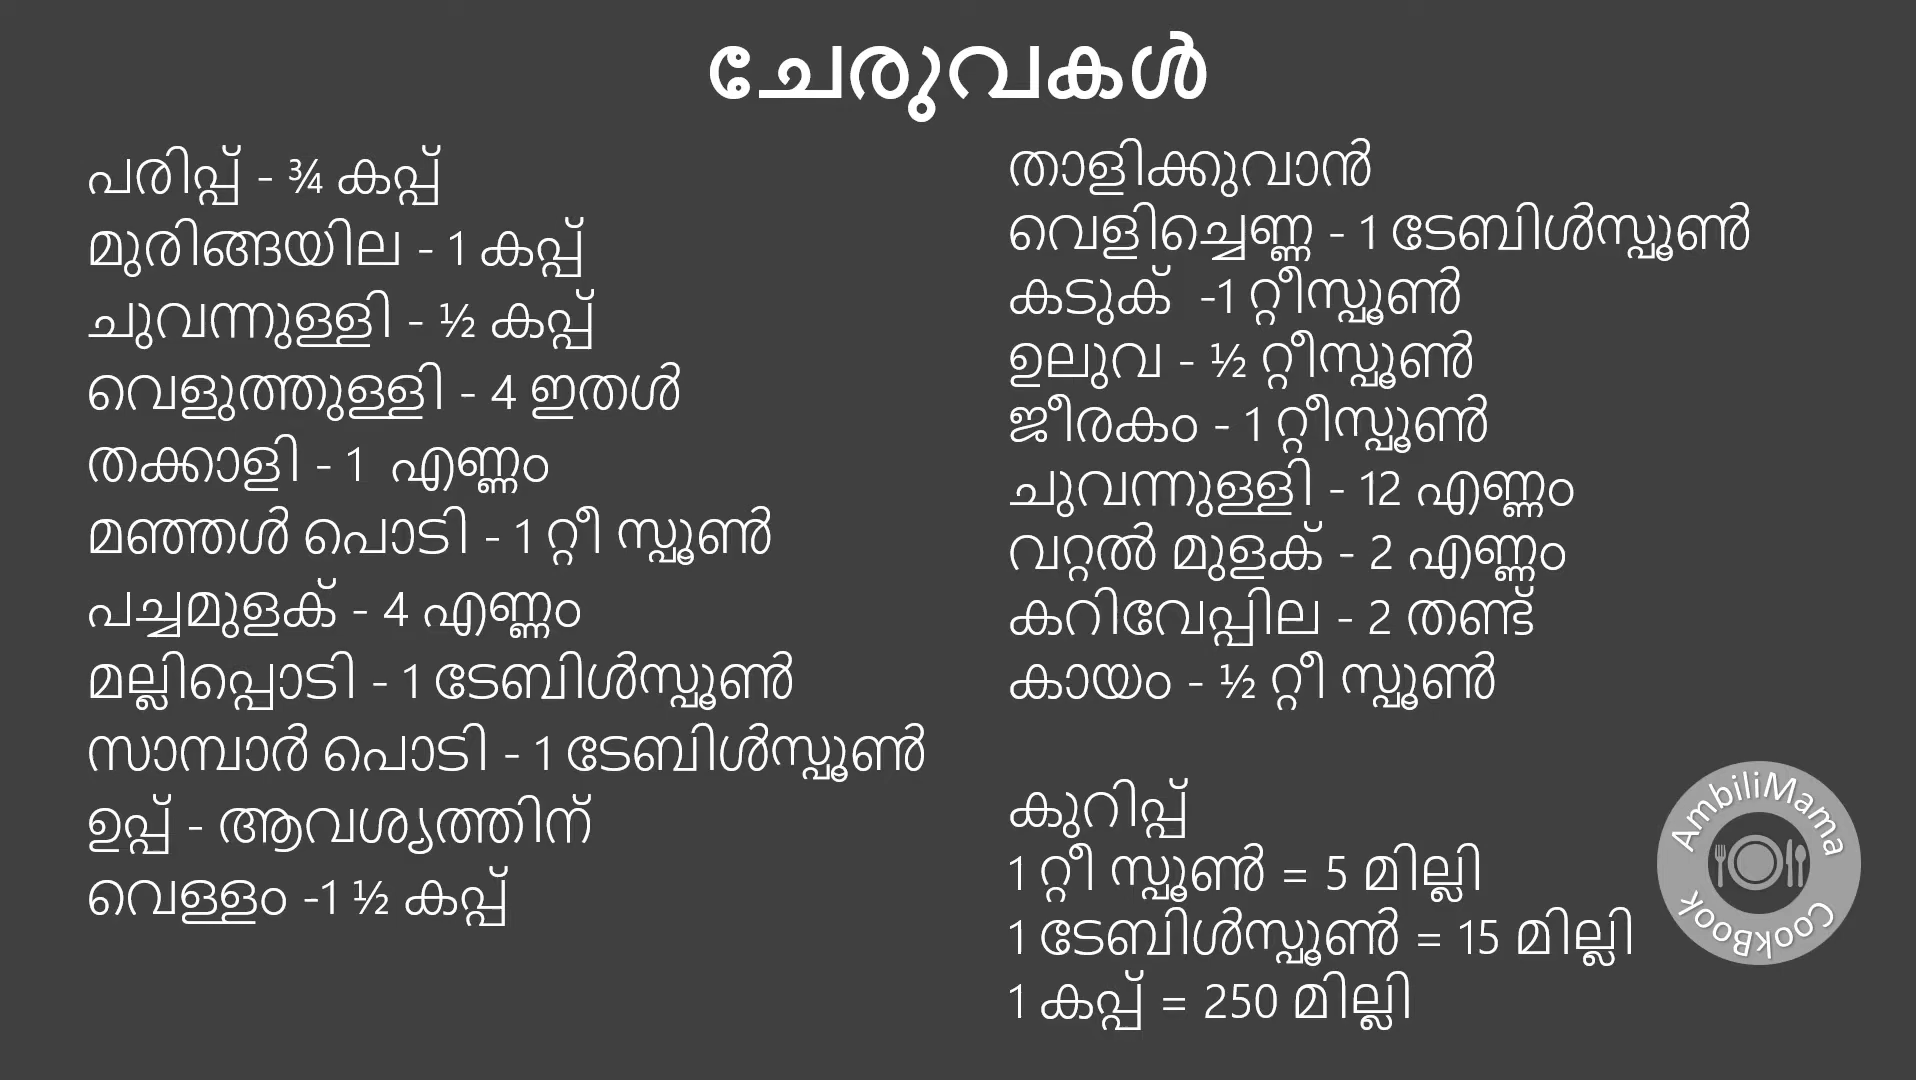 ചേരുവകൾ
പരിപ്പ് - ¾ കപ്പ്
മുരിങ്ങയില - 1 കപ്പ്
ചുവന്നുള്ളി - ½ കപ്പ്
വെളുത്തുള്ളി - 4 ഇതൾ
തക്കാളി - 1 എണ്ണം
മഞ്ഞൾ പൊടി - 1 റ്റീ സ്പൂൺ
പച്ചമുളക് - 4 എണ്ണം
മല്ലിപ്പൊടി - 1 ടേബിൾസ്പൂൺ
സാമ്പാർ പൊടി - 1 ടേബിൾസ്പൂൺ
ഉപ്പ് - ആവശ്യത്തിന്
വെള്ളം -1 ½ കപ്പ്
താളിക്കുവാൻ
വെളിച്ചെണ്ണ - 1 ടേബിൾസ്പൂൺ
കടുക് -1 റ്റീസ്പൂൺ
ഉലുവ - ½ റ്റീസ്പൂൺ
ജീരകം - 1 റ്റീസ്പൂൺ
ചുവന്നുള്ളി - 12 എണ്ണം
വറ്റൽ മുളക് - 2 എണ്ണം
കറിവേപ്പില - 2 തണ്ട്
കായം - ½ റ്റീ സ്പൂൺ
കുറിപ്പ്
1 റ്റീ സ്പൂൺ = 5 മില്ലി
1 ടേബിൾസ്പൂൺ = 15 മില്ലി
1 കപ്പ് = 250 മില്ലി
AmbiliMama
CookBook